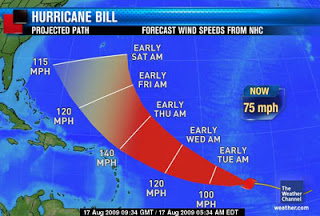 HURRICANE BILL
PROJECTED PATH
FORECAST WIND SPEEDS FROM NHC
EARLY
SAT AM
115
MPH
EARLY
FRI AM
NOW
75 mph
120
MPH
EARLY
THU AM
EARLY
WED AM
140
MPH
EARLY
TUE AM
120
MPH
100
MPH
The
Weather
Channel
weather.com
17 Aug 2009 09:34 GMT / 17 Aug 2009 05:34 AM EDT